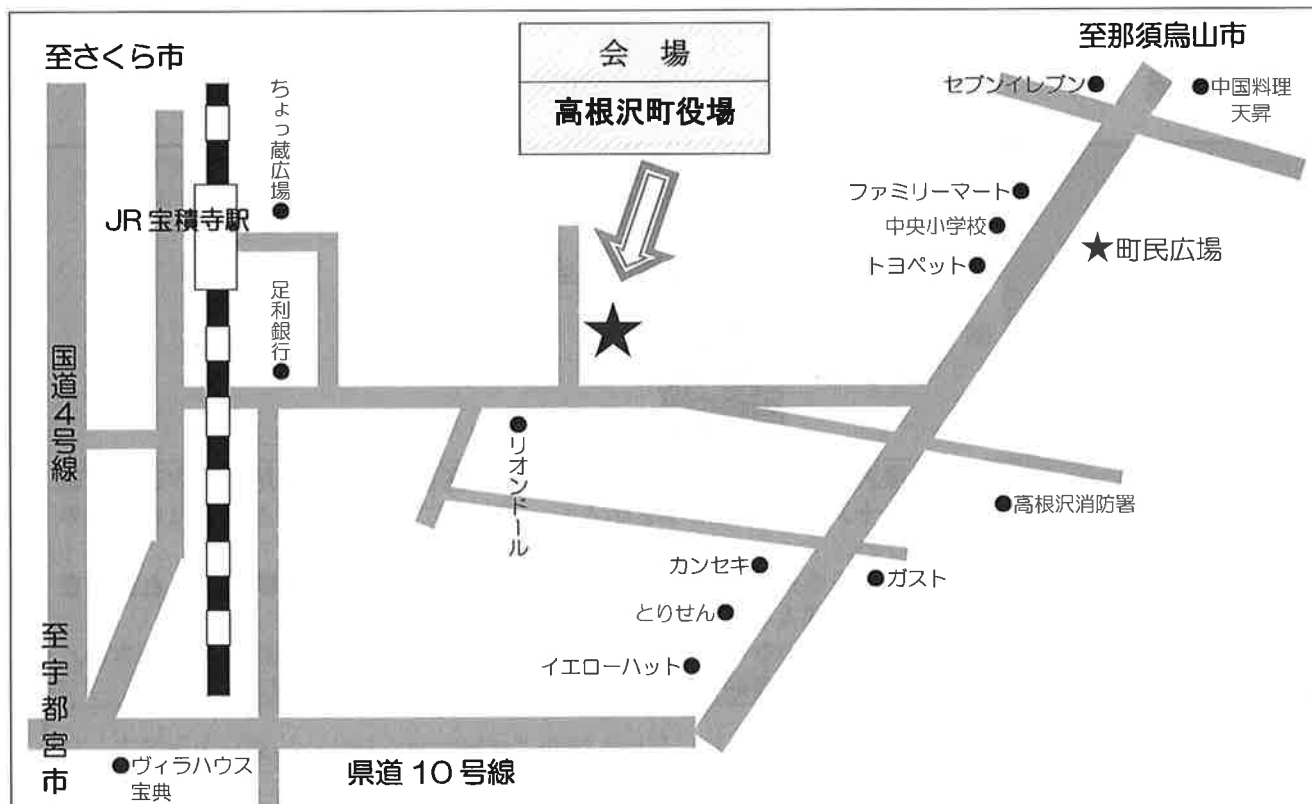 至さくら市
会 場
高根沢町役場
至那須烏山市
セブンイレブン
中国料理
天昇
ちょっ蔵広場
JR宝積寺駅
ファミリーマート
中央小学校
トヨペット
★町民広場
足利銀行
国道4号線
リオンドール
高根沢消防署
カンセキ
ガスト
とりせん
イエローハット
至宇都宮市
ヴィラハウス
宝典
県道10号線